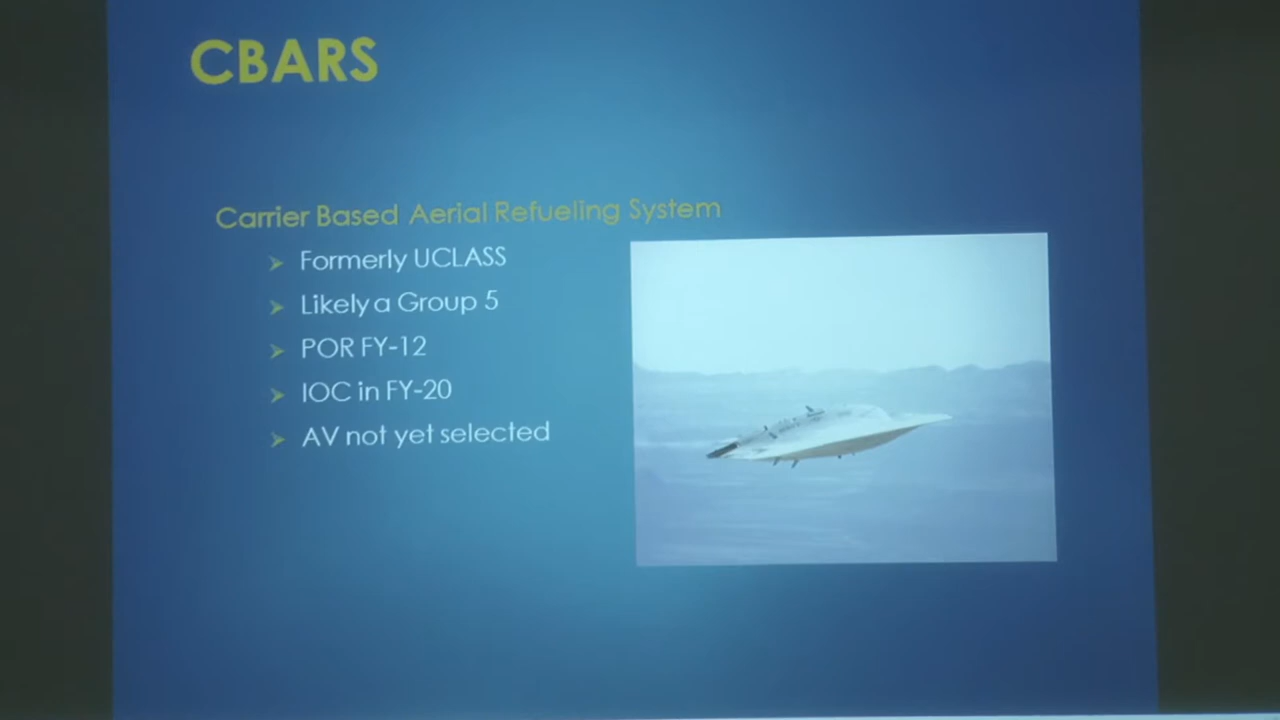 CBARS
Carrier Based Aerial Refueling System
Formerly UCLASS
Likely a Group 5
POR FY-12
IOC in FY-20
AV not yet selected